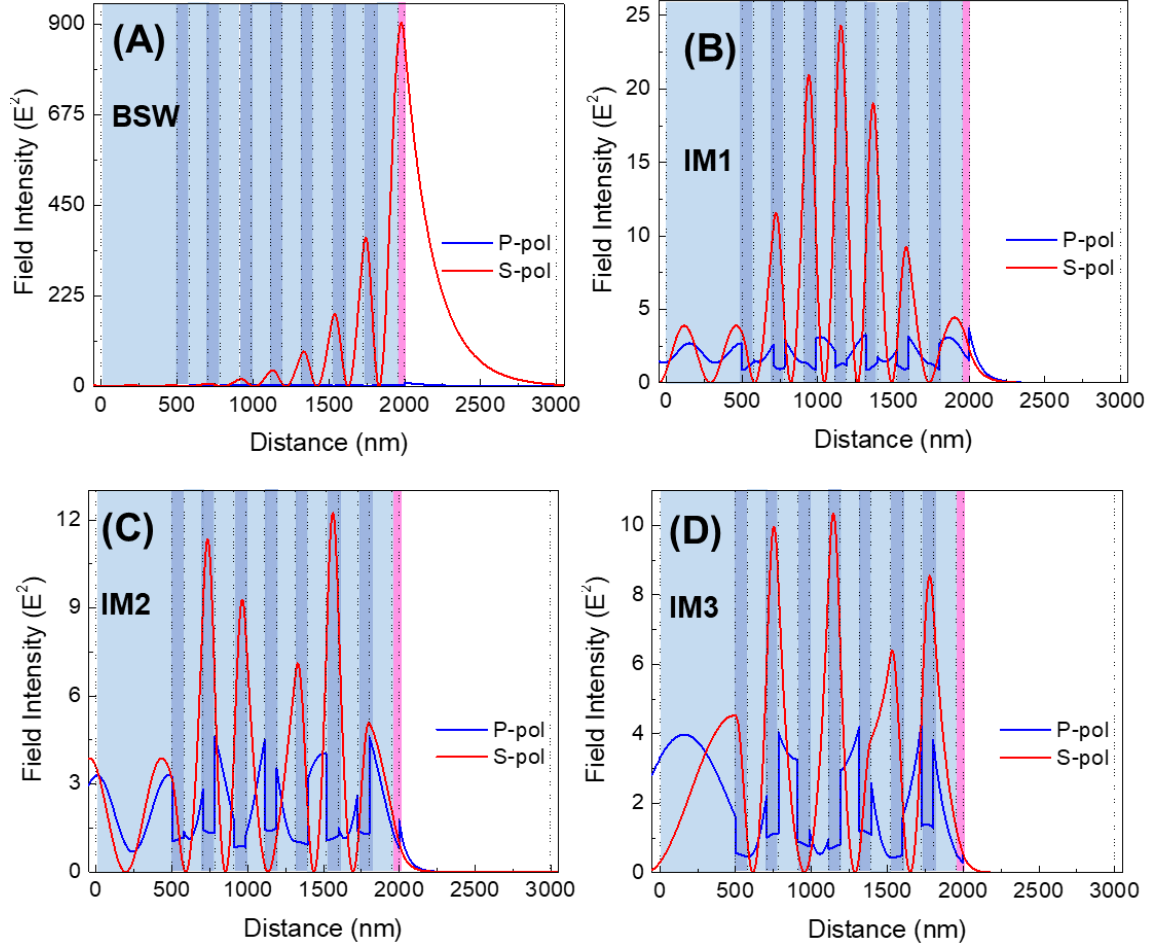 (A)
BSW
Field Intensity (E²)
900
675
450
225
0
P-pol
S-pol
0 500 1000 1500 2000 2500 3000
Distance (nm)
(B)
IM1
Field Intensity (E²)
25
20
15
10
5
0
P-pol
S-pol
0 500 1000 1500 2000 2500 3000
Distance (nm)
(C)
IM2
Field Intensity (E²)
12
9
6
3
0
P-pol
S-pol
0 500 1000 1500 2000 2500 3000
Distance (nm)
(D)
IM3
Field Intensity (E²)
10
8
6
4
2
0
P-pol
S-pol
0 500 1000 1500 2000 2500 3000
Distance (nm)